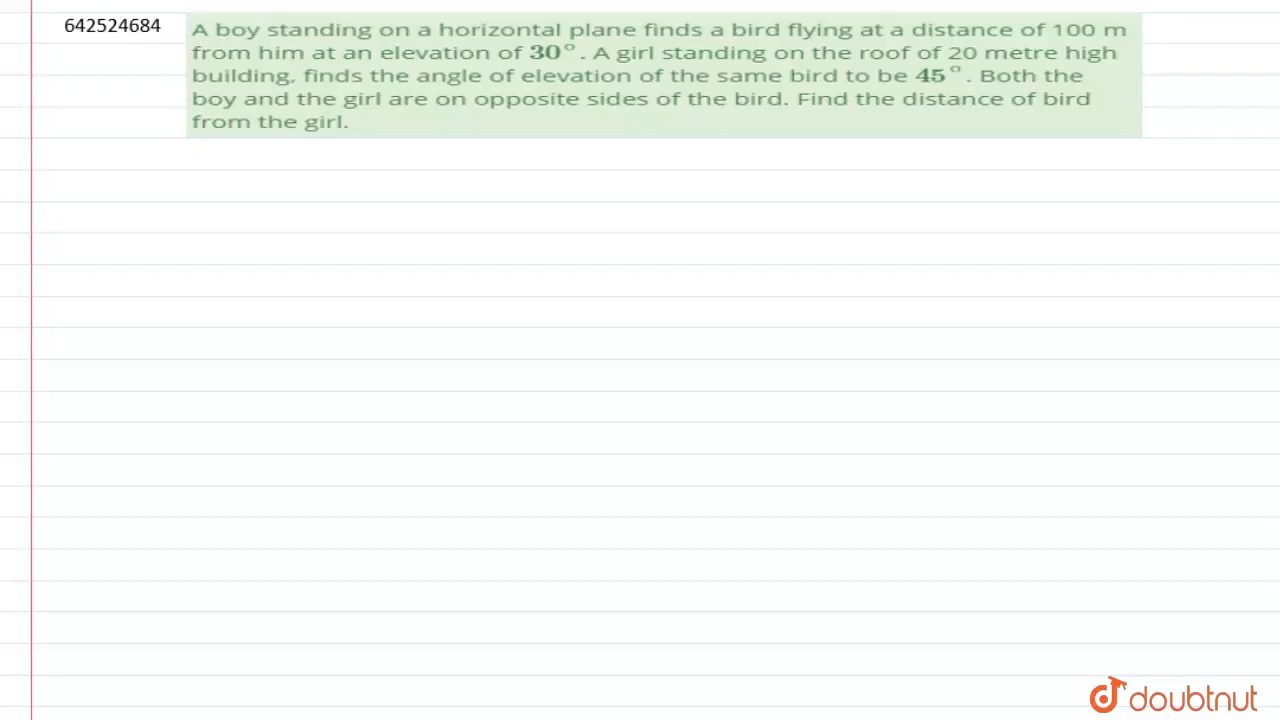 642524684
A boy standing on a horizontal plane finds a bird flying at a distance of 100 m
from him at an elevation of 30°. A girl standing on the roof of 20 metre high
building, finds the angle of elevation of the same bird to be 45°. Both the
boy and the girl are on opposite sides of the bird. Find the distance of bird
from the girl.
doubtnut